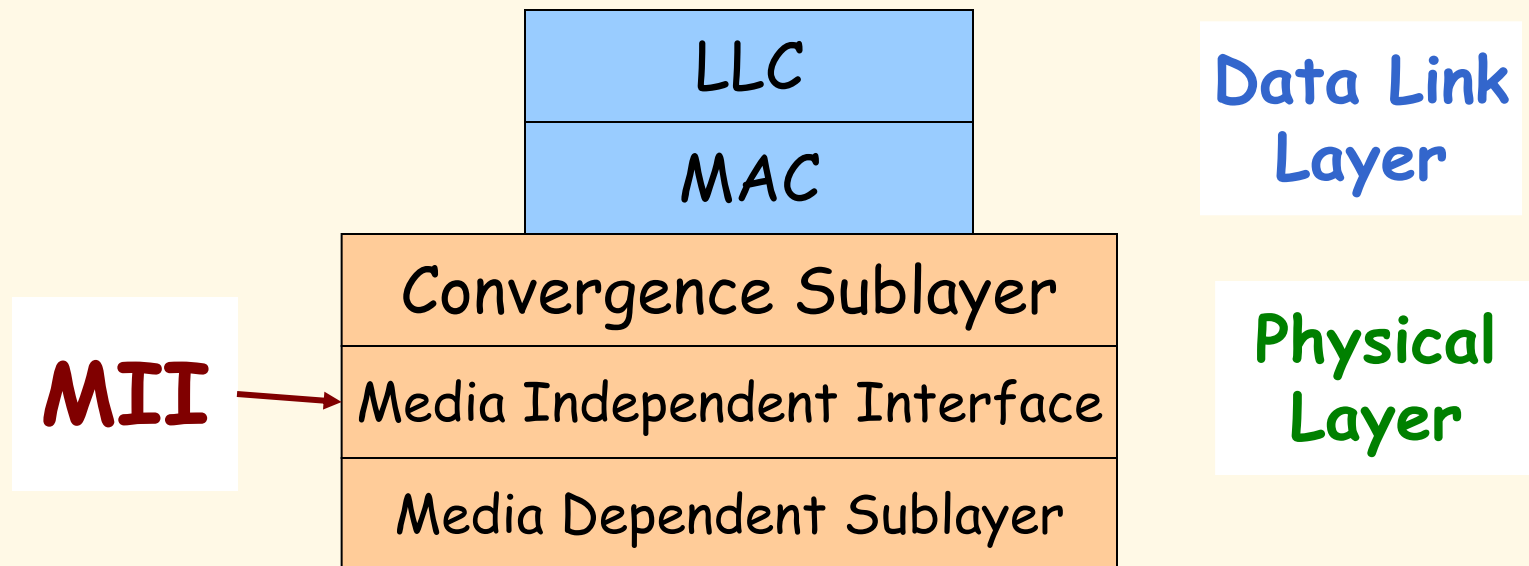 LLC
MAC
Data Link
Layer
Convergence Sublayer
Media Independent Interface
Media Dependent Sublayer
MII
Physical
Layer